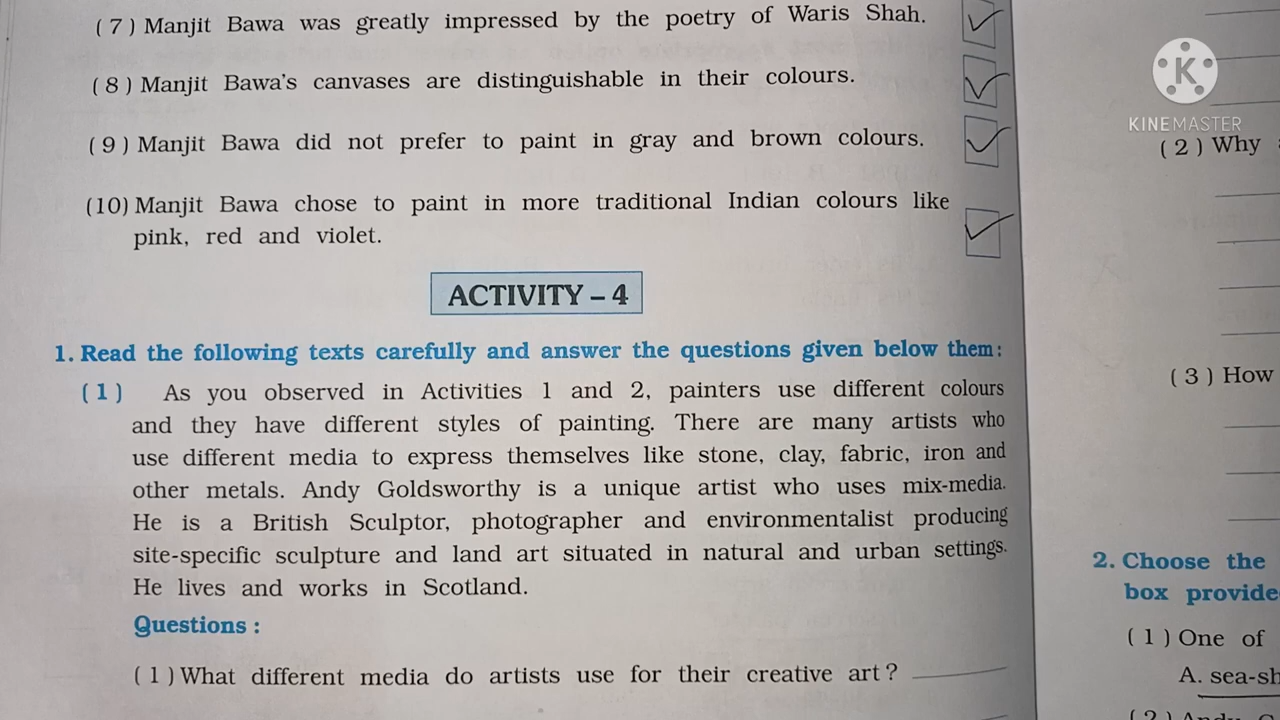 ( 7 ) Manjit Bawa was greatly impressed by the poetry of Waris Shah.
( 8 ) Manjit Bawa's canvases are distinguishable in their colours.
( 9 ) Manjit Bawa did not prefer to paint in gray and brown colours.
(10) Manjit Bawa chose to paint in more traditional Indian colours like
pink, red and violet.
ACTIVITY – 4
1. Read the following texts carefully and answer the questions given below them:
( 1 ) As you observed in Activities 1 and 2, painters use different colours
and they have different styles of painting. There are many artists who
use different media to express themselves like stone, clay, fabric, iron and
other metals. Andy Goldsworthy is a unique artist who uses mix-media.
He is a British Sculptor, photographer and environmentalist producing
site-specific sculpture and land art situated in natural and urban settings.
He lives and works in Scotland.
Questions :
( 1 ) What different media do artists use for their creative art ?
K
KINEMASTER
( 2 ) Why
( 3 ) How
2. Choose the
box provide
( 1 ) One of
A. sea-sh
( 2 ) Andy